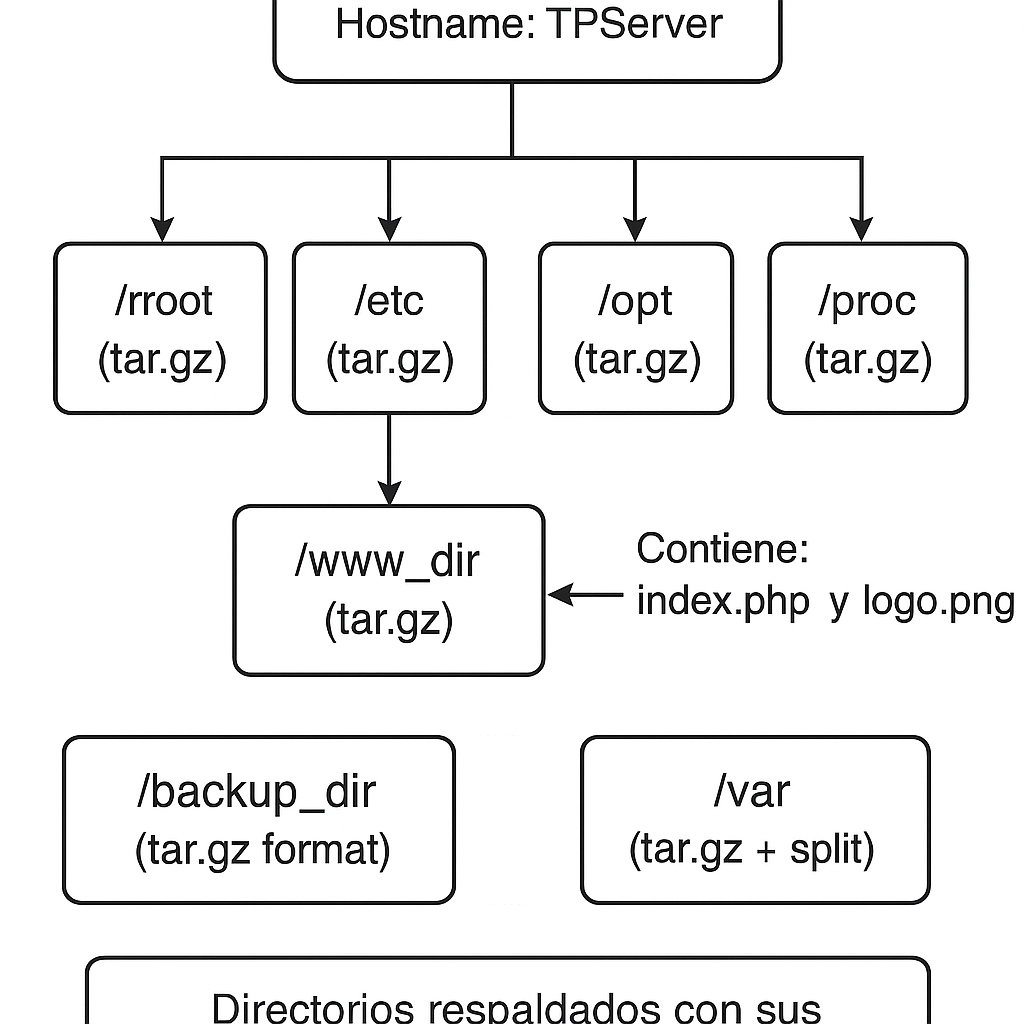 Hostname: TPServer
/rroot
(tar.gz)
/etc
(tar.gz)
/opt
(tar.gz)
/proc
(tar.gz)
/www_dir
(tar.gz)
Contiene:
index.php y logo.png
/backup_dir
(tar.gz format)
/var
(tar.gz + split)
Directorios respaldados con sus